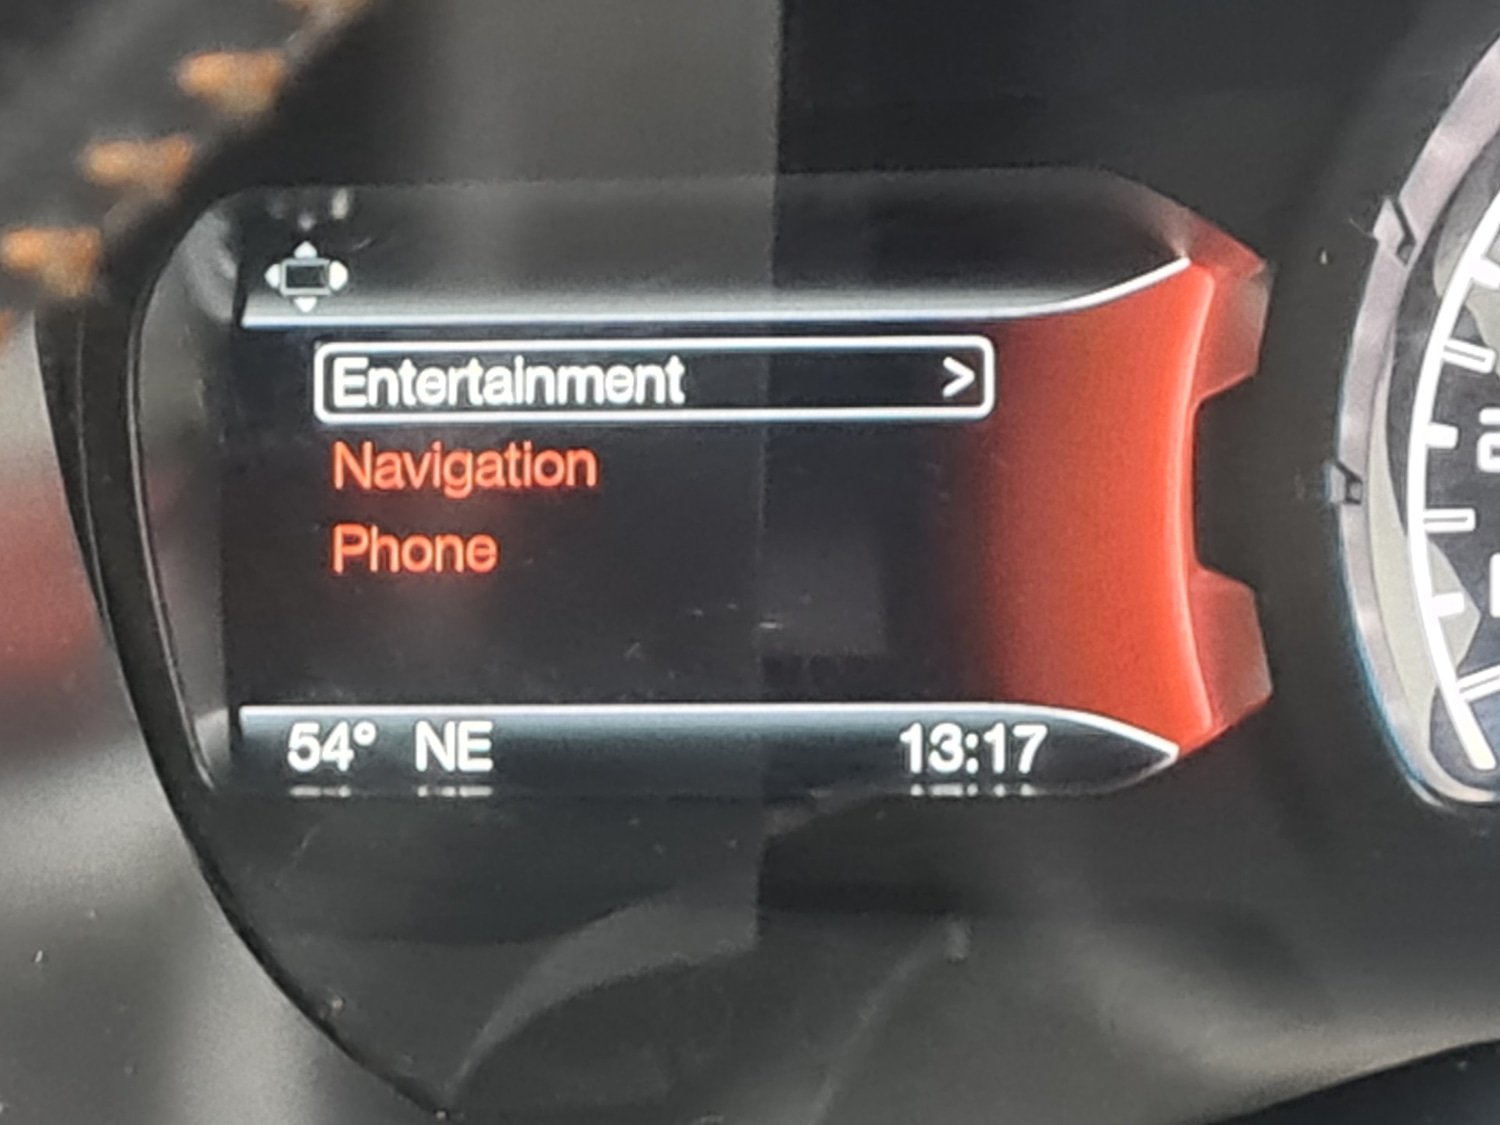 Entertainment >
Navigation
Phone
54° NE 13:17